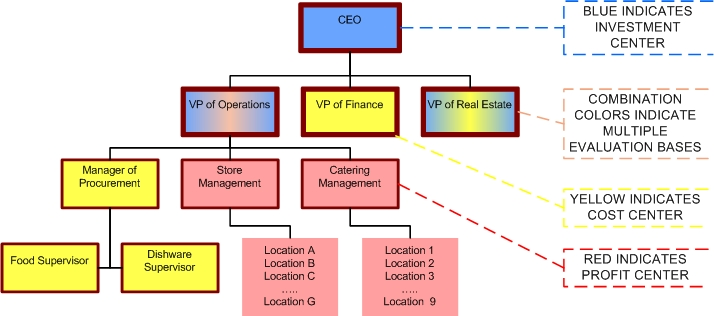 CEO
BLUE INDICATES
INVESTMENT
CENTER
VP of Operations
VP of Finance
VP of Real Estate
COMBINATION
COLORS INDICATE
MULTIPLE
EVALUATION BASES
Manager of
Procurement
Store
Management
Catering
Management
YELLOW INDICATES
COST CENTER
Food Supervisor
Dishware
Supervisor
Location A
Location B
Location C
.....
Location G
Location 1
Location 2
Location 3
.....
Location 9
RED INDICATES
PROFIT CENTER